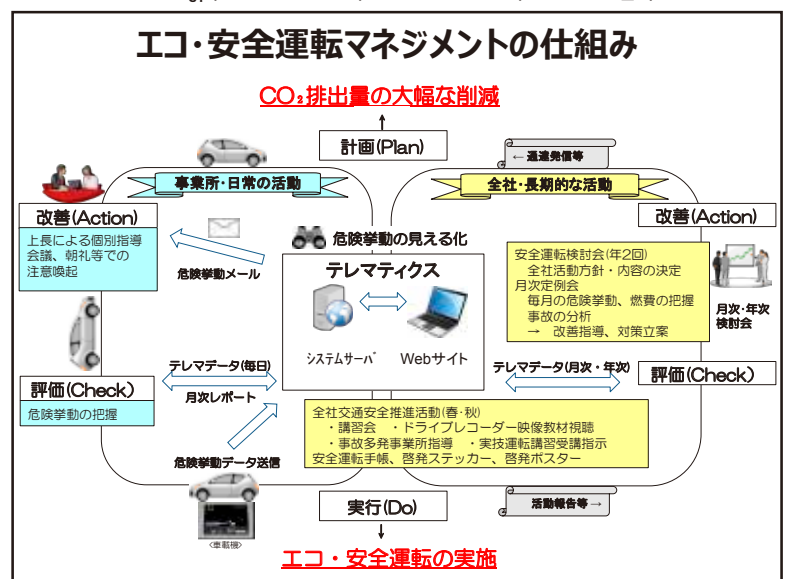 エコ・安全運転マネジメントの仕組み
CO₂排出量の大幅な削減
計画(Plan)
← 通達発信等
事業所・日常の活動
全社・長期的な活動
改善(Action)
上長による個別指導
会議、朝礼等での
注意喚起
危険挙動メール
危険挙動の見える化
テレマティクス
システムサーバ
Webサイト
改善(Action)
安全運転検討会(年2回)
全社活動方針・内容の決定
月次定例会
毎月の危険挙動、燃費の把握
事故の分析
→ 改善指導、対策立案
月次・年次
検討会
テレマデータ(毎日)
月次レポート
テレマデータ(月次・年次)
評価(Check)
危険挙動の把握
評価(Check)
全社交通安全推進活動(春・秋)
・講習会 ・ドライブレコーダー映像教材視聴
・事故多発事業所指導 ・実技運転講習受講指示
安全運転手帳、啓発ステッカー、啓発ポスター
危険挙動データ送信
<車載機>
実行(Do)
活動報告等→
エコ・安全運転の実施